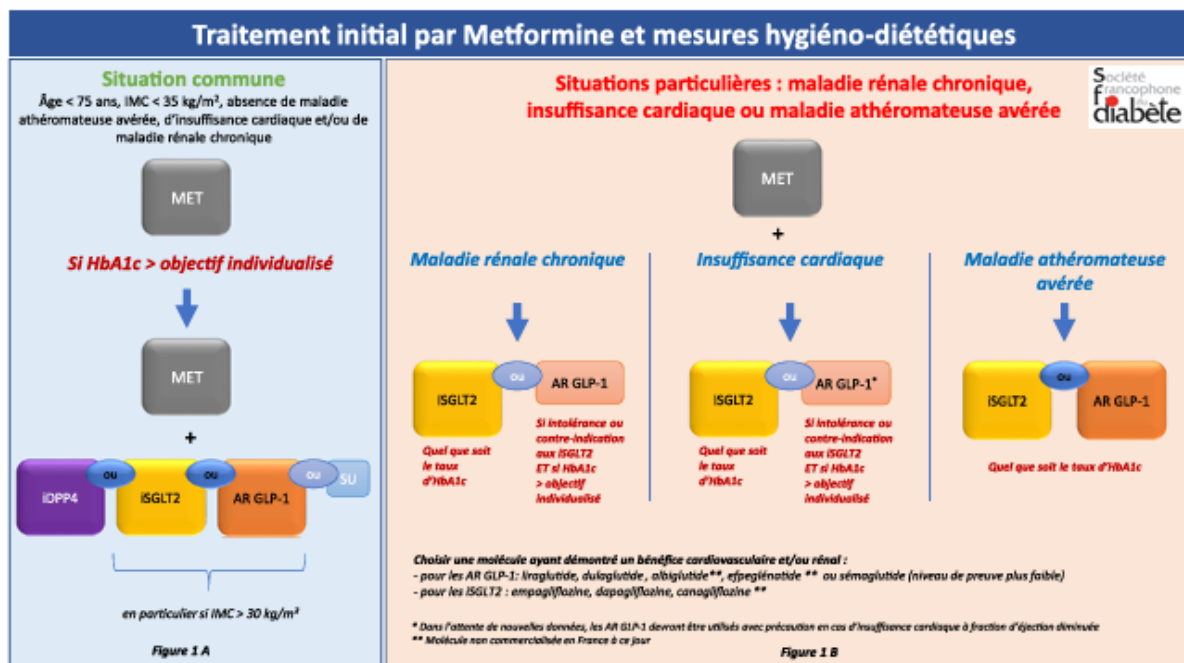 Traitement initial par Metformine et mesures hygiéno-diététiques
Situation commune
Âge < 75 ans, IMC < 35 kg/m², absence de maladie
athéromateuse avérée, d'insuffisance cardiaque et/ou de
maladie rénale chronique
MET
Si HbA1c > objectif individualisé
MET
+
iDPP4
ou
iSGLT2
ou
AR GLP-1
ou
SU
en particulier si IMC > 30 kg/m²
Figure 1 A
Situations particulières : maladie rénale chronique,
insuffisance cardiaque ou maladie athéromateuse avérée
Société
Francophone
du
diabète
MET
+
Maladie rénale chronique
iSGLT2
ou
AR GLP-1
Quel que soit
le taux
d'HbA1c
Si intolérance ou
contre-indication
aux iSGLT2
ET si HbA1c
> objectif
individualisé
Insuffisance cardiaque
iSGLT2
ou
AR GLP-1*
Quel que soit
le taux
d'HbA1c
Si intolérance ou
contre-indication
aux iSGLT2
ET si HbA1c
> objectif
individualisé
Maladie athéromateuse
avérée
iSGLT2
ou
AR GLP-1
Quel que soit le taux d'HbA1c
Choisir une molécule ayant démontré un bénéfice cardiovasculaire et/ou rénal :
- pour les AR GLP-1: liraglutide, dulaglutide , albiglutide**, efpeglénatide ** ou sémaglutide (niveau de preuve plus faible)
- pour les iSGLT2 : empagliflozine, dapagliflozine, canagliflozine **
* Dans l'attente de nouvelles données, les AR GLP-1 devront être utilisés avec précaution en cas d'insuffisance cardiaque à fraction d'éjection diminuée
** Molécule non commercialisée en France à ce jour
Figure 1 B